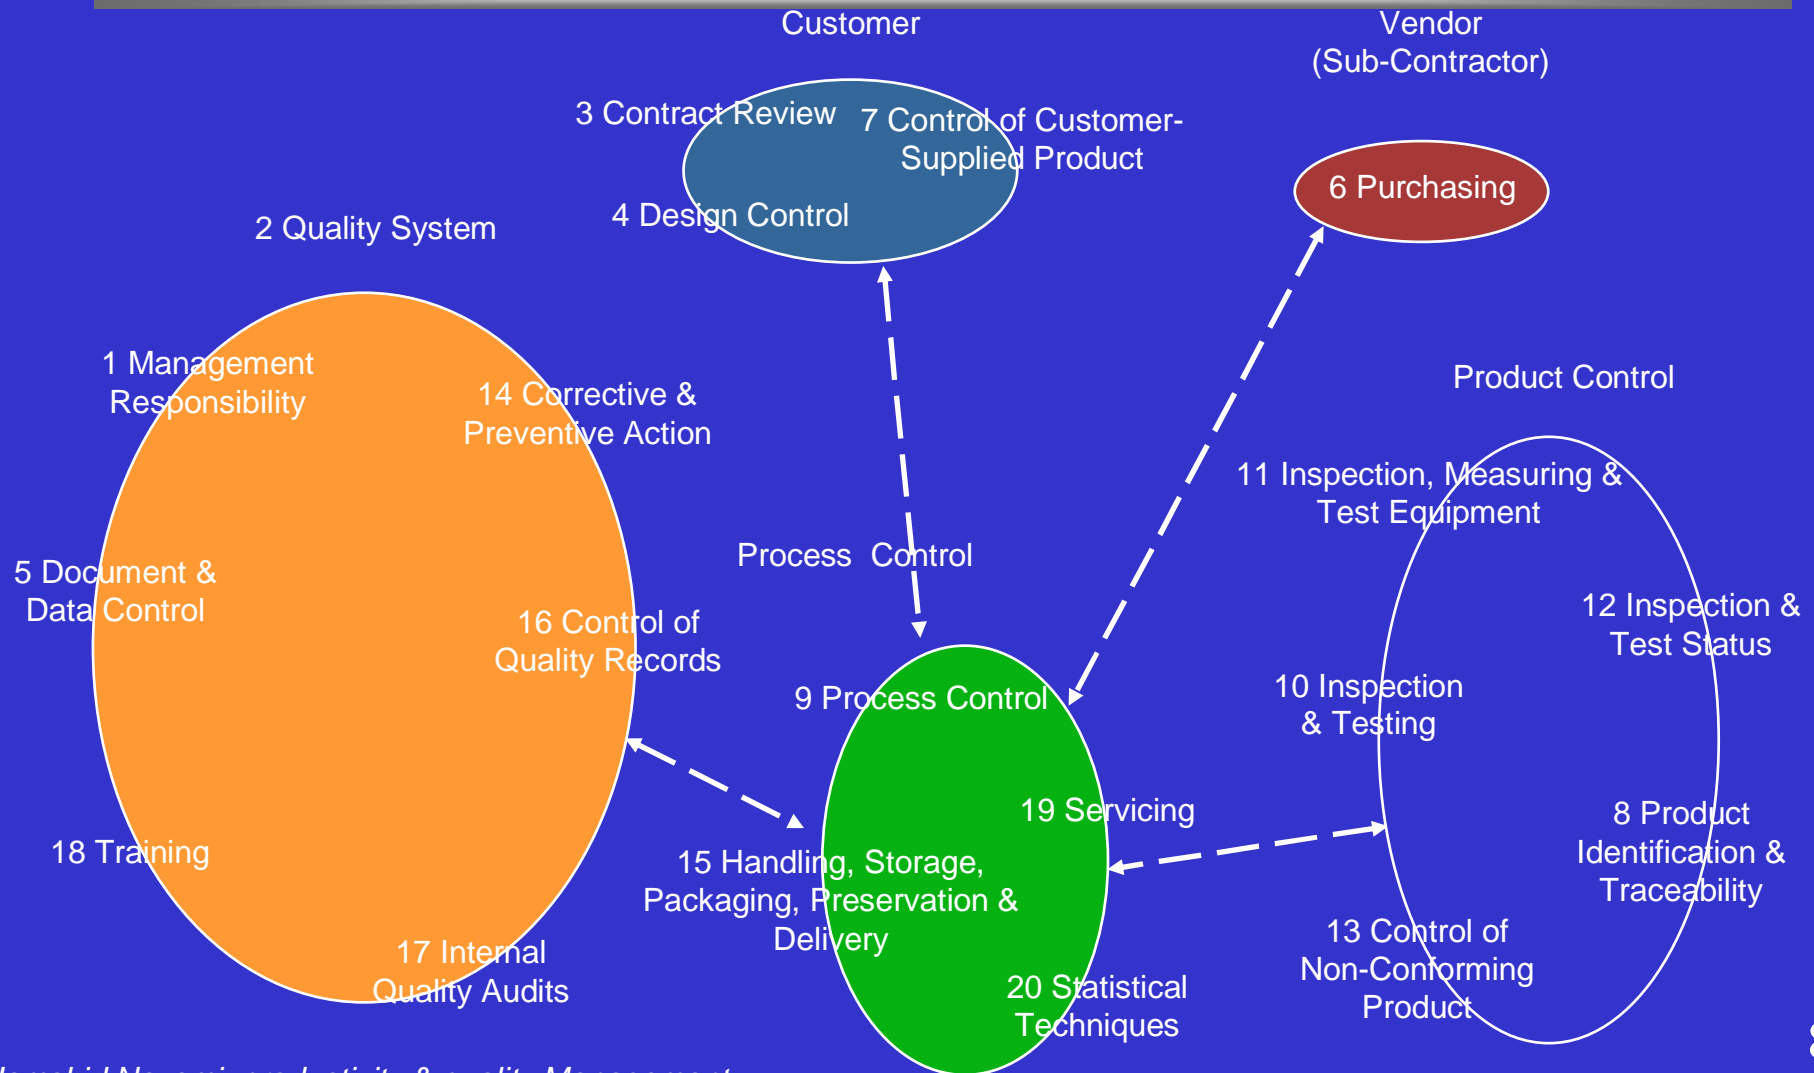 Customer
Vendor
(Sub-Contractor)
3 Contract Review
7 Control of Customer-
Supplied Product
4 Design Control
6 Purchasing
2 Quality System
1 Management
Responsibility
14 Corrective &
Preventive Action
5 Document &
Data Control
16 Control of
Quality Records
18 Training
17 Internal
Quality Audits
Process  Control
9 Process Control
19 Servicing
15 Handling, Storage,
Packaging, Preservation &
Delivery
20 Statistical
Techniques
Product Control
11 Inspection, Measuring &
Test Equipment
12 Inspection &
Test Status
10 Inspection
& Testing
8 Product
Identification &
Traceability
13 Control of
Non-Conforming
Product
& quality Management